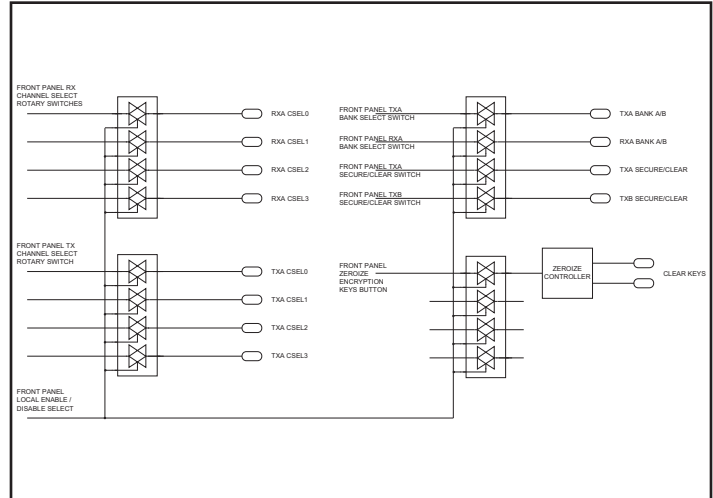 FRONT PANEL RX
CHANNEL SELECT
ROTARY SWITCHES
RXA CSEL0
RXA CSEL1
RXA CSEL2
RXA CSEL3
FRONT PANEL TX
CHANNEL SELECT
ROTARY SWITCH
TXA CSEL0
TXA CSEL1
TXA CSEL2
TXA CSEL3
FRONT PANEL
LOCAL ENABLE /
DISABLE SELECT
FRONT PANEL TXA
BANK SELECT SWITCH
TXA BANK A/B
FRONT PANEL RXA
BANK SELECT SWITCH
RXA BANK A/B
FRONT PANEL TXA
SECURE/CLEAR SWITCH
TXA SECURE/CLEAR
FRONT PANEL TXB
SECURE/CLEAR SWITCH
TXB SECURE/CLEAR
FRONT PANEL
ZEROIZE
ENCRYPTION
KEYS BUTTON
ZEROIZE
CONTROLLER
CLEAR KEYS